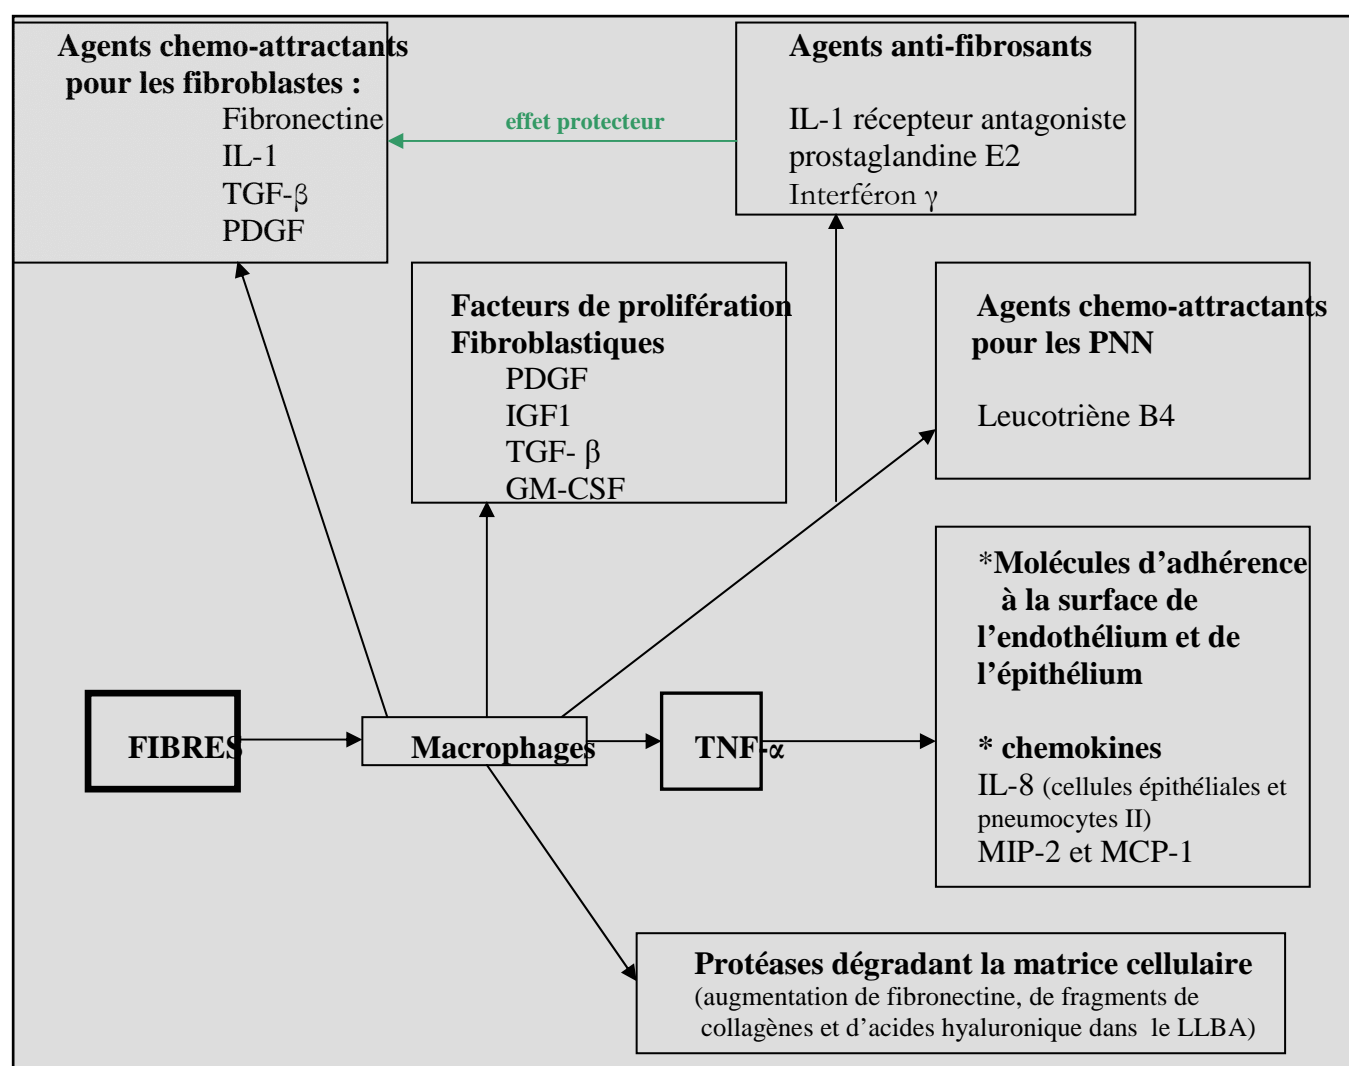 Agents chemo-attractants
pour les fibroblastes :
Fibronectine
IL-1
TGF-β
PDGF
effet protecteur
Agents anti-fibrosants
IL-1 récepteur antagoniste
prostaglandine E2
Interféron γ
Facteurs de prolifération
Fibroblastiques
PDGF
IGF1
TGF- β
GM-CSF
Agents chemo-attractants
pour les PNN
Leucotriène B4
*Molécules d’adhérence
à la surface de
l’endothélium et de
l’épithélium
* chemokines
IL-8 (cellules épithéliales et
pneumocytes II)
MIP-2 et MCP-1
FIBRES
Macrophages
TNF-α
Protéases dégradant la matrice cellulaire
(augmentation de fibronectine, de fragments de
collagènes et d’acides hyaluronique dans le LLBA)